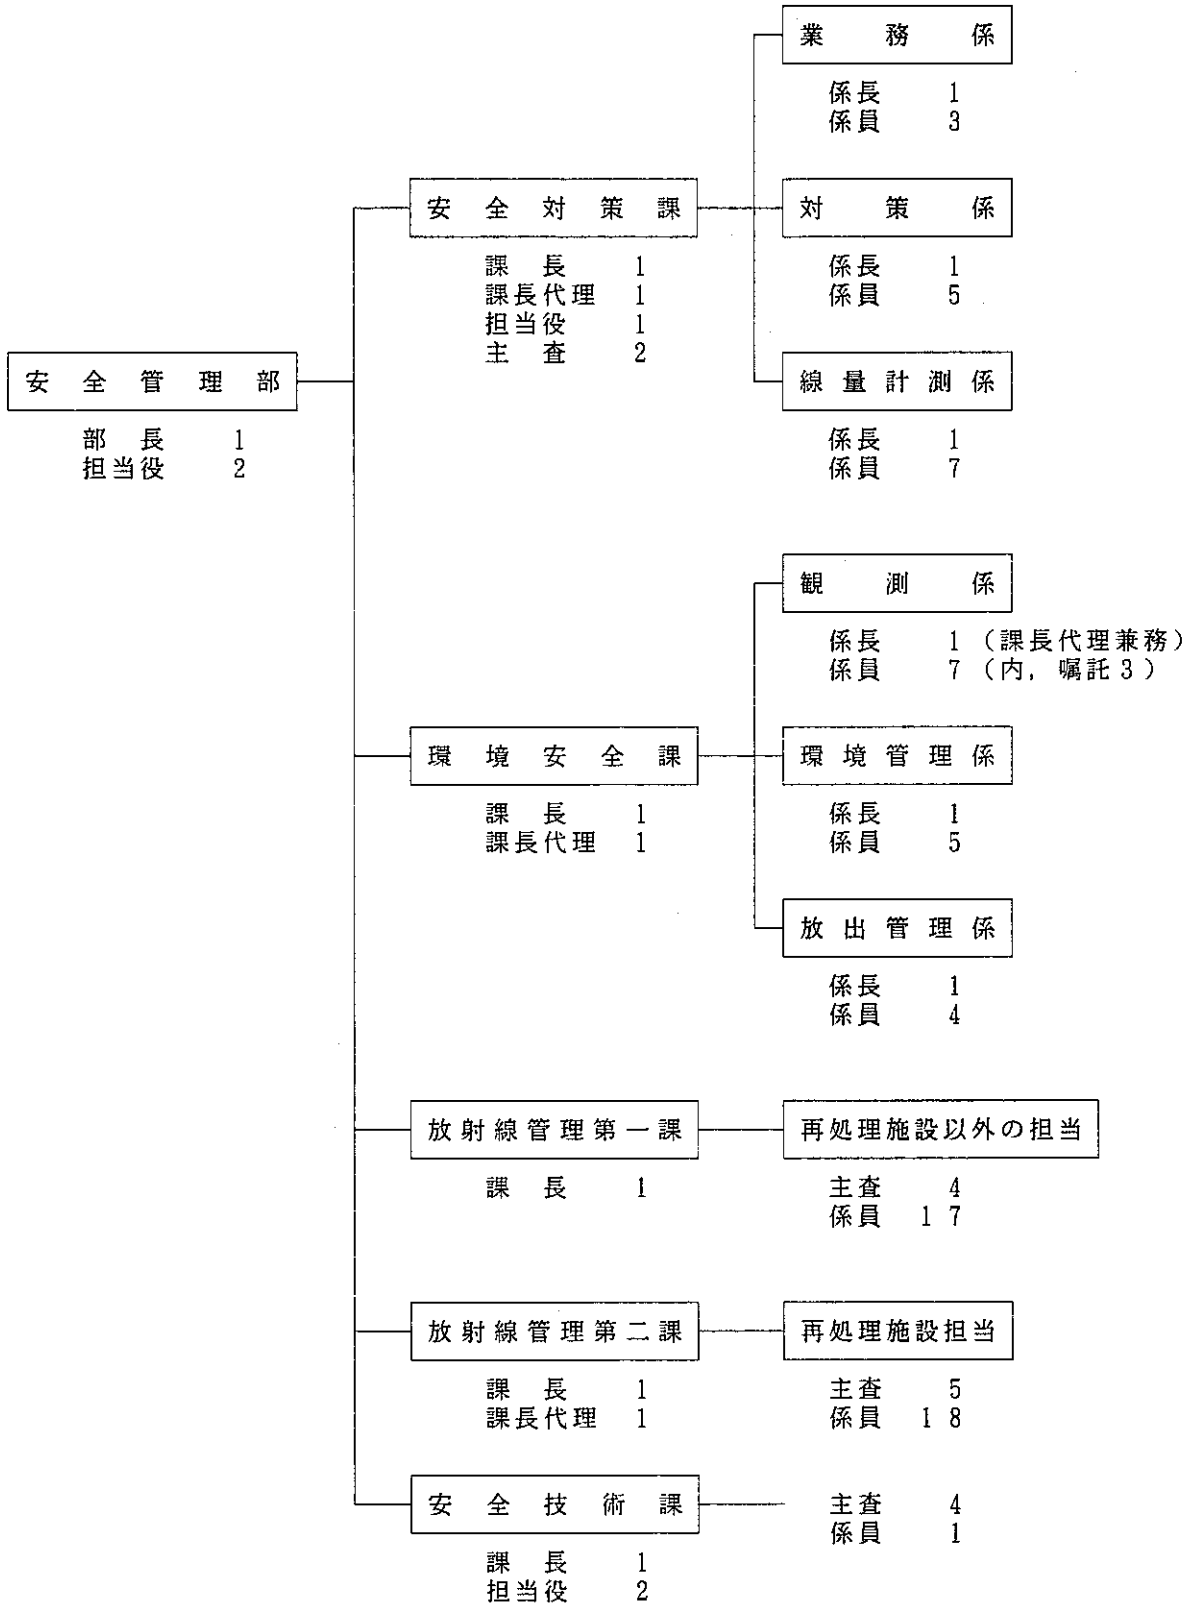 業務係
係長 1
係員 3
安全対策課
課長 1
課長代理 1
担当役 1
主査 2
対策係
係長 1
係員 5
安全管理部
部長 1
担当役 2
線量計測係
係長 1
係員 7
観測係
係長 1 (課長代理兼務)
係員 7 (内,嘱託3)
環境安全課
課長 1
課長代理 1
環境管理係
係長 1
係員 5
放出管理係
係長 1
係員 4
放射線管理第一課
課長 1
再処理施設以外の担当
主査 4
係員 17
放射線管理第二課
課長 1
課長代理 1
再処理施設担当
主査 5
係員 18
安全技術課
課長 1
担当役 2
主査 4
係員 1